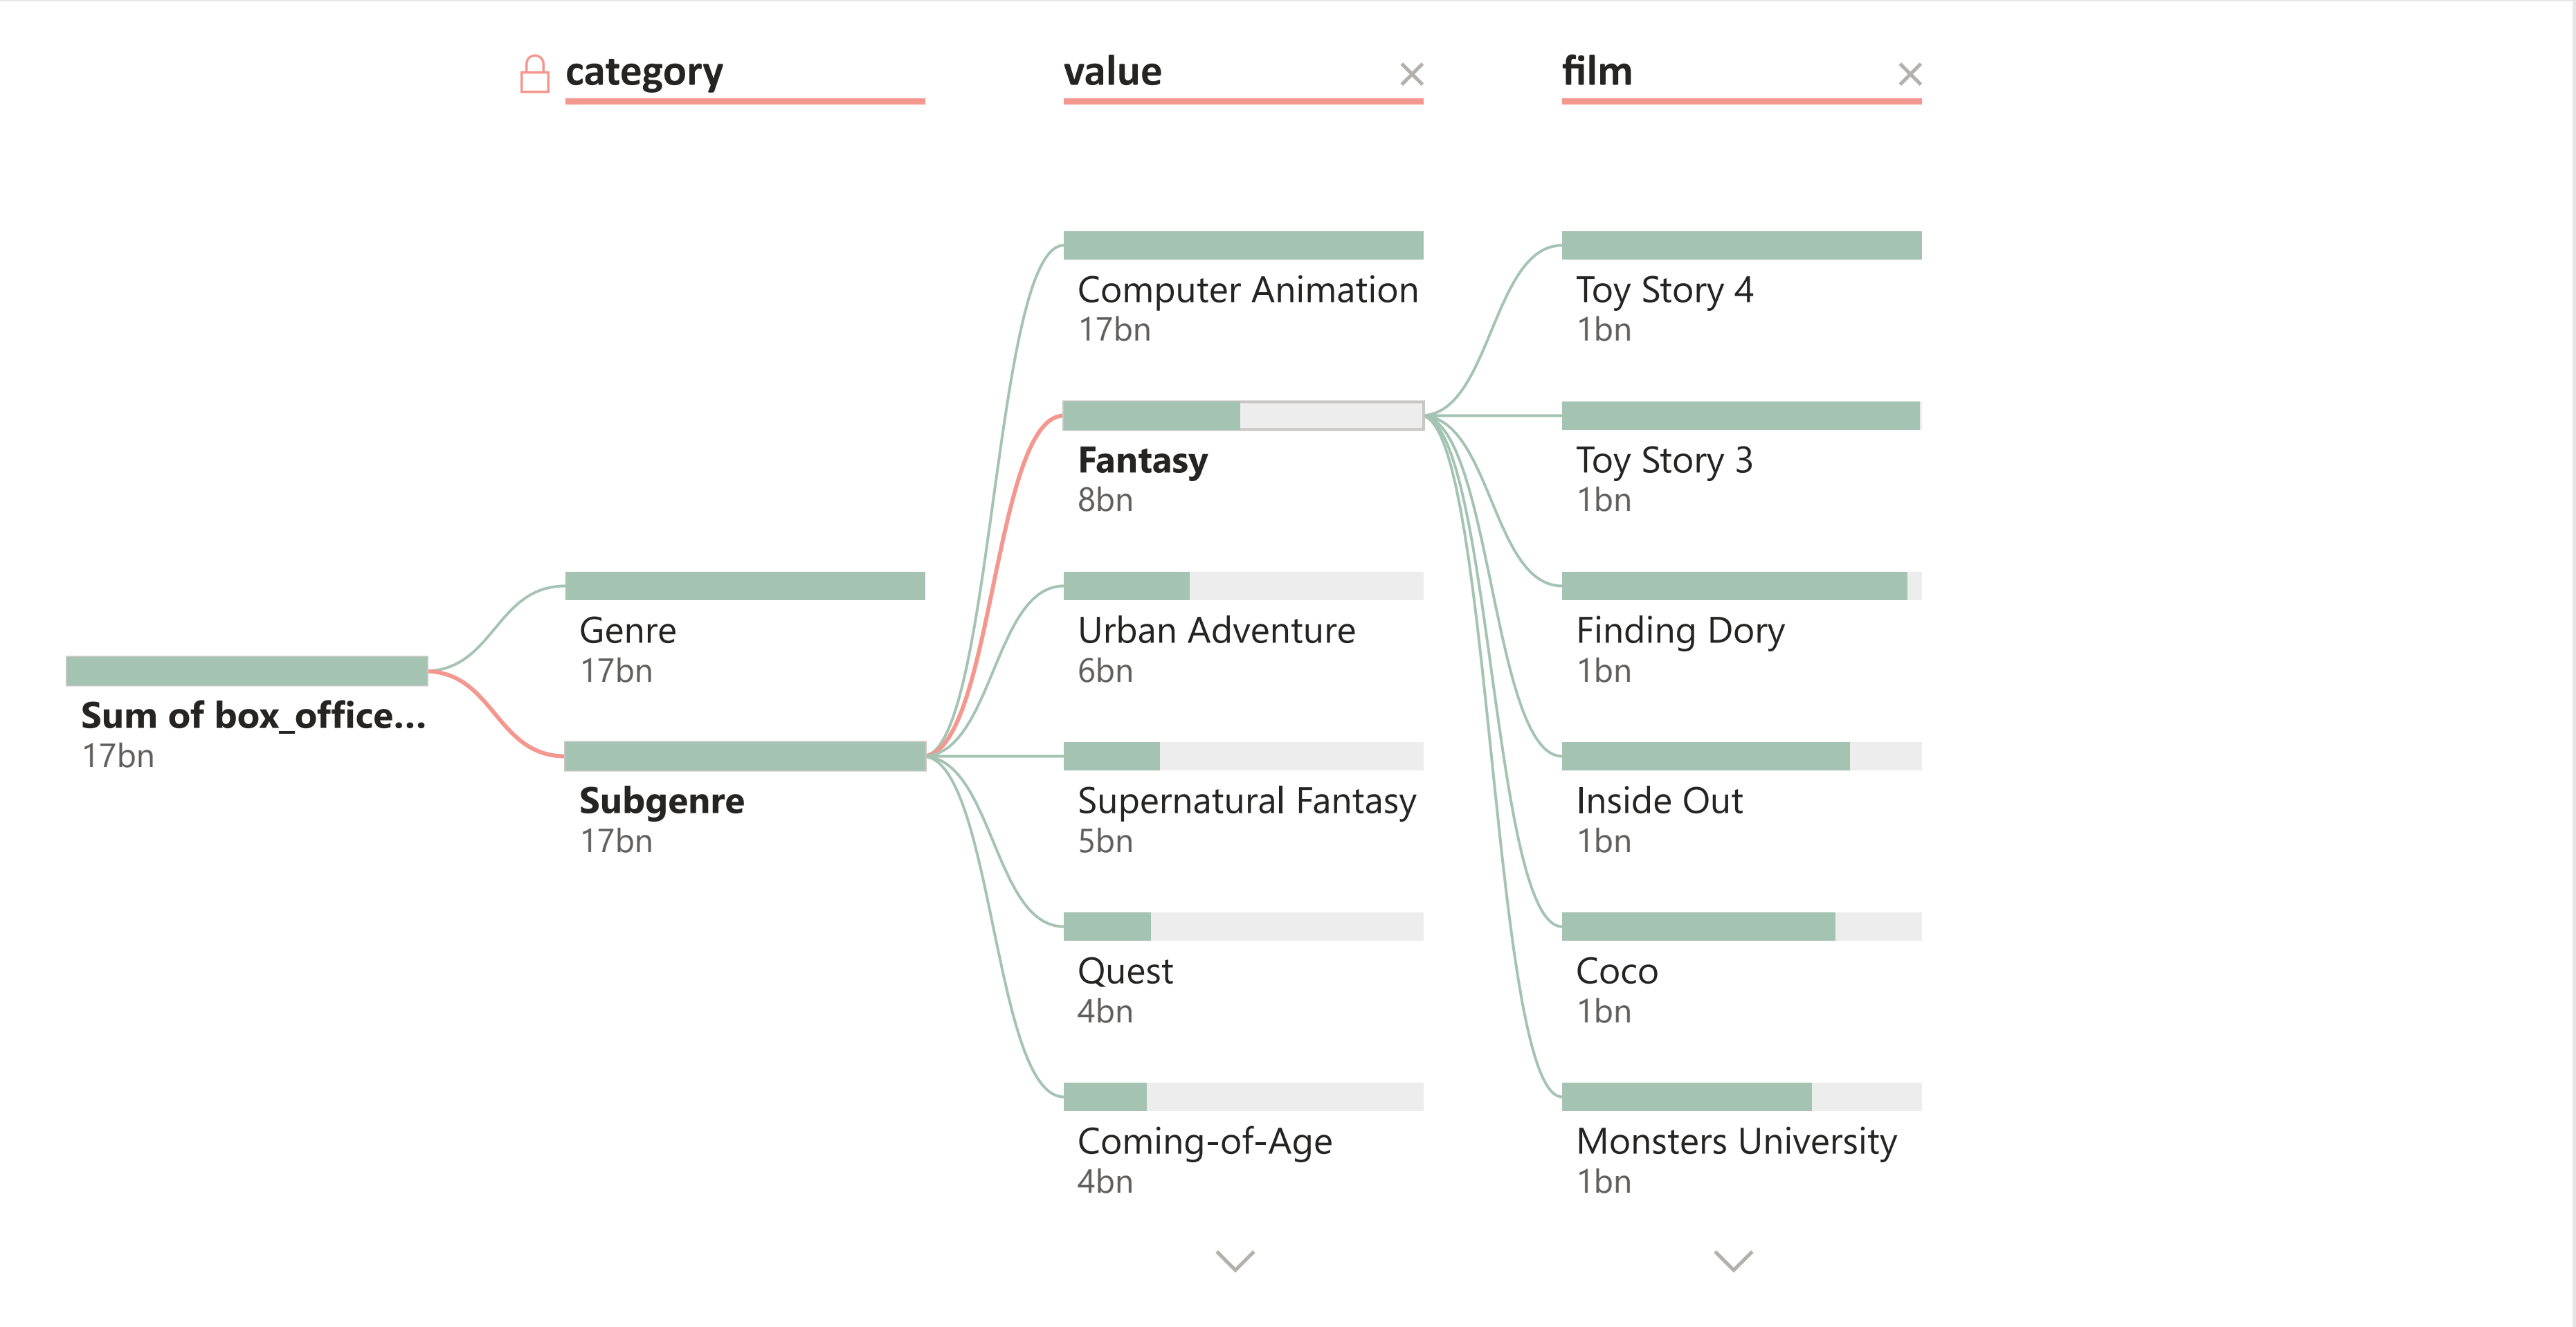 category
value
film
Sum of box_office...
17bn
Genre
17bn
Subgenre
17bn
Computer Animation
17bn
Fantasy
8bn
Urban Adventure
6bn
Supernatural Fantasy
5bn
Quest
4bn
Coming-of-Age
4bn
Toy Story 4
1bn
Toy Story 3
1bn
Finding Dory
1bn
Inside Out
1bn
Coco
1bn
Monsters University
1bn